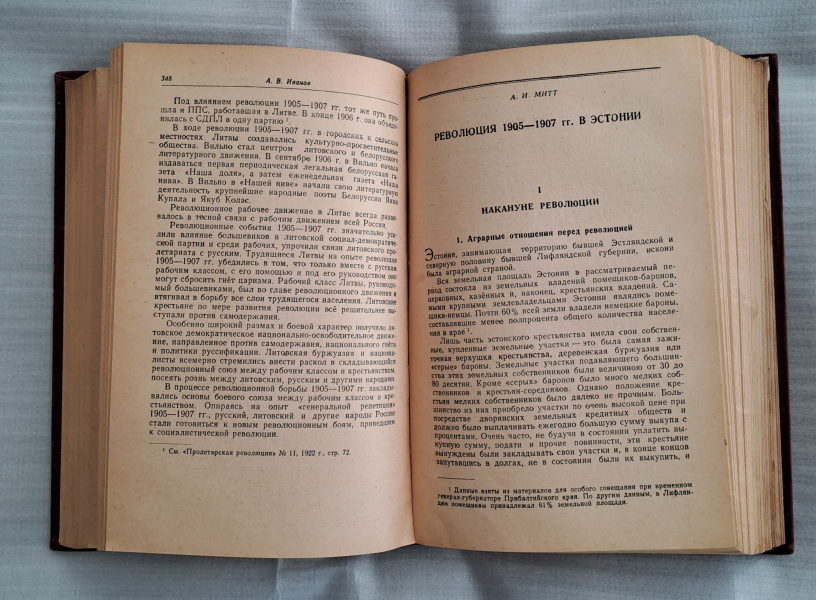 348
А. В. Иванов
Под влиянием революции 1905—1907 гг. тот же путь про-
шла и ППС, работавшая в Литве. В конце 1906 г. она объеди-
нилась с СДПЛ в одну партию ¹.
В ходе революции 1905—1907 гг. в городских и сельских
местностях Литвы создавались культурно-просветительные
общества. Вильно стал центром литовского и белорусского
литературного движения. В сентябре 1906 г. в Вильно начала
издаваться первая периодическая легальная белорусская га-
зета «Наша доля», а затем еженедельная газета «Наша
нива». В Вильно в «Нашей ниве» начали свою литературную
деятельность крупнейшие народные поэты Белоруссии Янка
Купала и Якуб Колас.
Революционное рабочее движение в Литве всегда разви-
валось в тесной связи с рабочим движением всей России.
Революционные события 1905—1907 гг. значительно уси-
лили влияние большевиков в литовской социал-демократиче-
ской партии и среди рабочих, упрочили связи литовского про-
летариата с русским. Трудящиеся Литвы на опыте революции
1905—1907 гг. убедились в том, что только вместе с русским
рабочим классом, с его помощью и под его руководством они
могут сбросить гнёт царизма. Рабочий класс Литвы, руководи-
мый большевиками, был во главе революционного движения и
втягивал в борьбу все слои трудящегося населения. Литовские
крестьяне по мере развития революции всё решительнее вы-
ступали против самодержавия.
Особенно широкий размах и боевой характер получило ли-
товское демократическое национально-освободительное движе-
ние, направленное против самодержавия, национального гнёта
и политики руссификации. Литовская буржуазия и национа-
листы всемерно стремились внести раскол в складывающийся
революционный союз между рабочим классом и крестьянством,
посеять рознь между литовским, русским и другими народами.
В процессе революционной борьбы 1905—1907 гг. заклады-
вались основы боевого союза между рабочим классом и кре-
стьянством. Опираясь на опыт «генеральной репетиции»
1905—1907 гг., русский, литовский и другие народы России
стали готовиться к новым революционным боям, приведшим
к социалистической революции.
¹ См. «Пролетарская революция» № 11, 1922 г., стр. 72.
А. И. МИТТ
РЕВОЛЮЦИЯ 1905—1907 гг. В ЭСТОНИИ
I
НАКАНУНЕ РЕВОЛЮЦИИ
1. Аграрные отношения перед революцией
Эстония, занимающая территорию бывшей Эстляндской и
северную половину бывшей Лифляндской губернии, искони
была аграрной страной.
Вся земельная площадь Эстонии в рассматриваемый пе-
риод состояла из земельных владений помещиков-баронов,
церковных, казённых и, наконец, крестьянских владений. Са-
мыми крупными землевладельцами Эстонии являлись поме-
щики-немцы. Почти 60% всей земли владели немецкие бароны,
составлявшие менее полпроцента общего количества населе-
ния в крае ¹.
Лишь часть эстонского крестьянства имела свои собствен-
ные, купленные земельные участки — это была самая зажи-
точная верхушка крестьянства, деревенская буржуазия или
«серые» бароны. Земельные участки подавляющего большин-
ства этих земельных собственников были величиною от 30 до
80 десятин. Кроме «серых» баронов было много мелких соб-
ственников и крестьян-середняков. Однако положение кре-
стьян мелких собственников было далеко не прочным. Боль-
шинство из них приобрело участки по очень высокой цене при
посредстве дворянских земельных кредитных обществ и
должно было выплачивать ежегодно большую сумму выкупа с
процентами. Очень часто, не будучи в состоянии уплатить вы-
купную сумму, подати и прочие повинности, эти крестьяне
вынуждены были закладывать свои участки и, в конце концов
запутавшись в долгах, не в состоянии были их выкупить, и
¹ Данные взяты из материалов для особого совещания при временном
генерал-губернаторе Прибалтийского края. По другим данным, в Лифлян-
дии помещикам принадлежал 61% земельной площади.